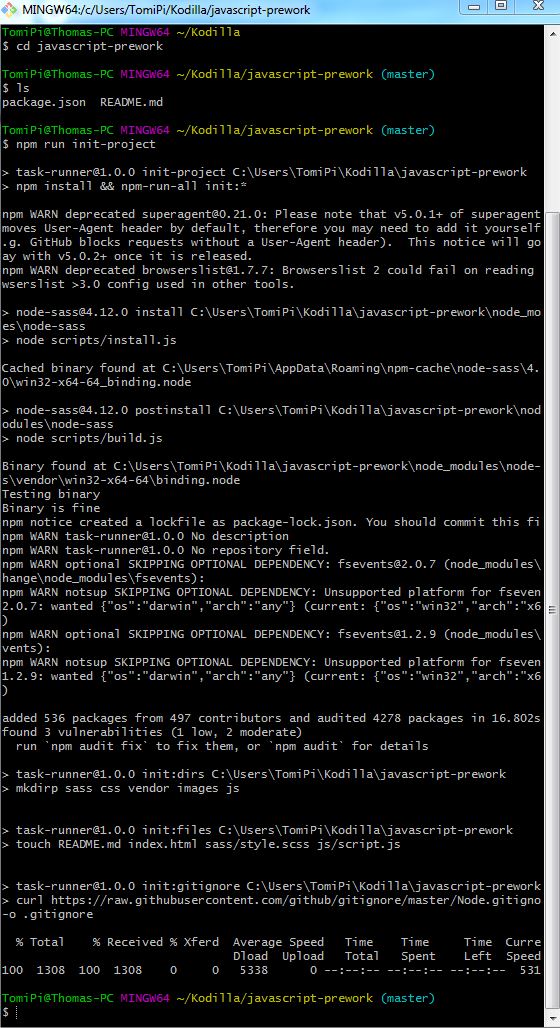 MINGW64:/c/Users/TomiPi/Kodilla/javascript-prework
TomiPi@Thomas-PC MINGW64 ~/Kodilla
$ cd javascript-prework
TomiPi@Thomas-PC MINGW64 ~/Kodilla/javascript-prework (master)
$ ls
package.json  README.md
TomiPi@Thomas-PC MINGW64 ~/Kodilla/javascript-prework (master)
$ npm run init-project
> task-runner@1.0.0 init-project C:\Users\TomiPi\Kodilla\javascript-prework
> npm install && npm-run-all init:*
npm WARN deprecated superagent@0.21.0: Please note that v5.0.1+ of superagent
moves User-Agent header by default, therefore you may need to add it yourself
.g. GitHub blocks requests without a User-Agent header).  This notice will go
ay with v5.0.2+ once it is released.
npm WARN deprecated browserslist@1.7.7: Browserslist 2 could fail on reading
wserslist >3.0 config used in other tools.
> node-sass@4.12.0 install C:\Users\TomiPi\Kodilla\javascript-prework\node_mo
es\node-sass
> node scripts/install.js
Cached binary found at C:\Users\TomiPi\AppData\Roaming\npm-cache\node-sass\4.
0\win32-x64-64_binding.node
> node-sass@4.12.0 postinstall C:\Users\TomiPi\Kodilla\javascript-prework\nod
odules\node-sass
> node scripts/build.js
Binary found at C:\Users\TomiPi\Kodilla\javascript-prework\node_modules\node-
s\vendor\win32-x64-64\binding.node
Testing binary
Binary is fine
npm notice created a lockfile as package-lock.json. You should commit this fi
npm WARN task-runner@1.0.0 No description
npm WARN task-runner@1.0.0 No repository field.
npm WARN optional SKIPPING OPTIONAL DEPENDENCY: fsevents@2.0.7 (node_modules\
hange\node_modules\fsevents):
npm WARN notsup SKIPPING OPTIONAL DEPENDENCY: Unsupported platform for fseven
2.0.7: wanted {"os":"darwin","arch":"any"} (current: {"os":"win32","arch":"x6
)
npm WARN optional SKIPPING OPTIONAL DEPENDENCY: fsevents@1.2.9 (node_modules\
vents):
npm WARN notsup SKIPPING OPTIONAL DEPENDENCY: Unsupported platform for fseven
1.2.9: wanted {"os":"darwin","arch":"any"} (current: {"os":"win32","arch":"x6
)
added 536 packages from 497 contributors and audited 4278 packages in 16.802s
found 3 vulnerabilities (1 low, 2 moderate)
  run `npm audit fix` to fix them, or `npm audit` for details
> task-runner@1.0.0 init:dirs C:\Users\TomiPi\Kodilla\javascript-prework
> mkdirp sass css vendor images js
> task-runner@1.0.0 init:files C:\Users\TomiPi\Kodilla\javascript-prework
> touch README.md index.html sass/style.scss js/script.js
> task-runner@1.0.0 init:gitignore C:\Users\TomiPi\Kodilla\javascript-prework
> curl https://raw.githubusercontent.com/github/gitignore/master/Node.gitigno
-o .gitignore
  % Total    % Received % Xferd  Average Speed   Time    Time     Time  Curre
                                 Dload  Upload   Total   Spent    Left  Speed
100  1308  100  1308    0     0   5338      0 --:--:-- --:--:-- --:--:--  531
TomiPi@Thomas-PC MINGW64 ~/Kodilla/javascript-prework (master)
$